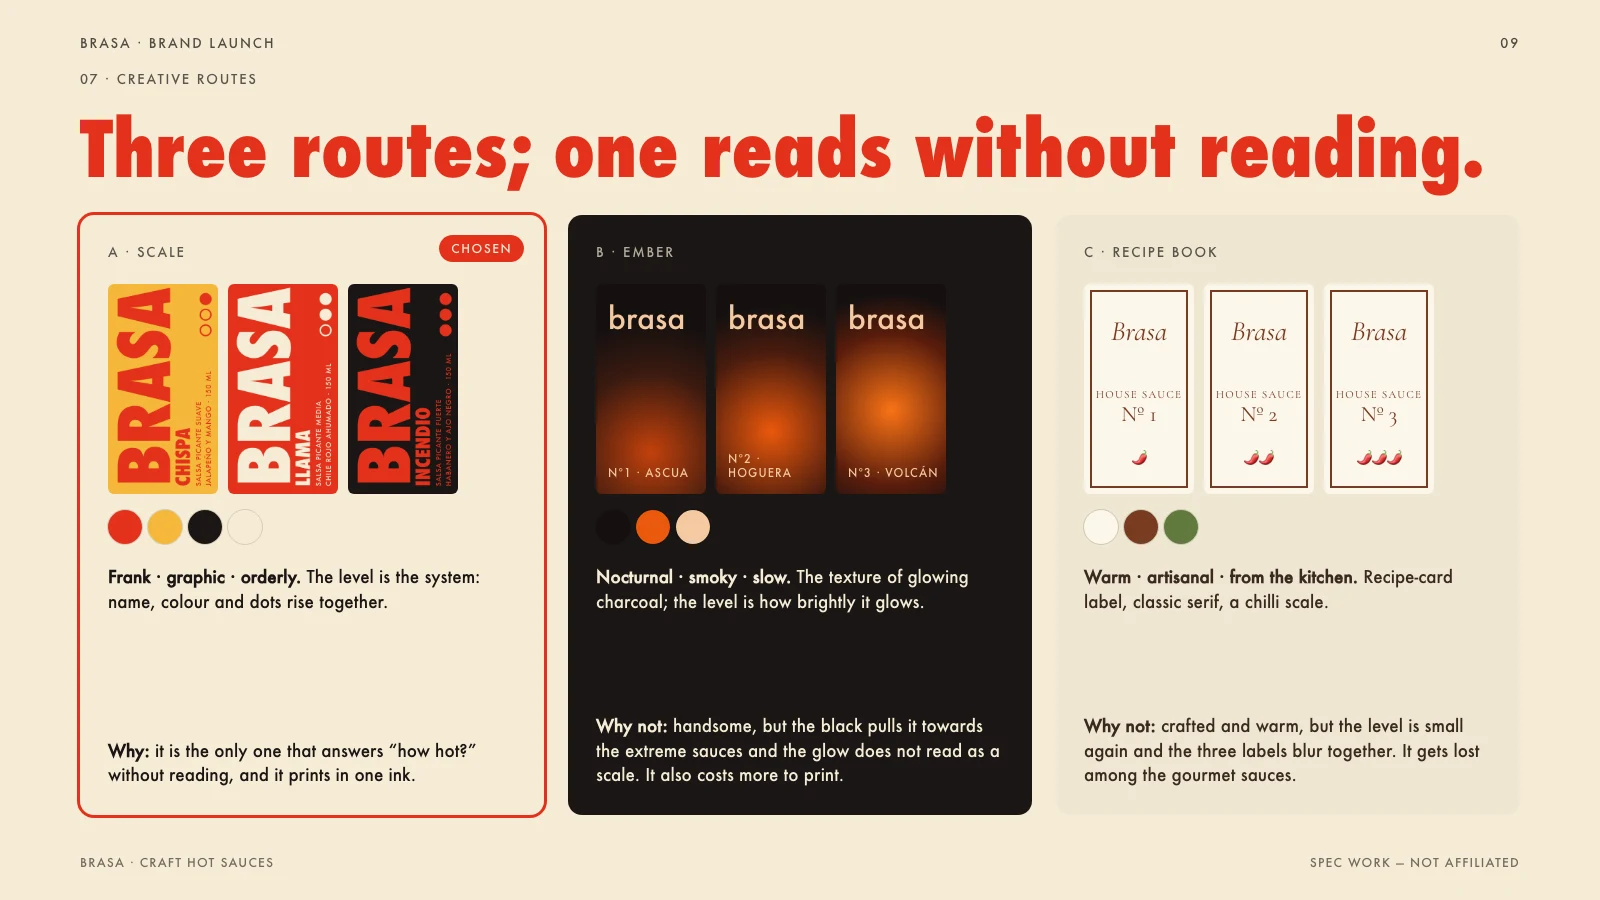 BRASA · BRAND LAUNCH
09
07 · CREATIVE ROUTES
Three routes; one reads without reading.
A · SCALE
CHOSEN
BRASA
CHISPA
SALSA PICANTE SUAVE
JALAPEÑO Y MANGO · 150 ML
BRASA
LLAMA
SALSA PICANTE MEDIA
CHILE ROJO AHUMADO · 150 ML
BRASA
INCENDIO
SALSA PICANTE FUERTE
HABANERO Y AJO NEGRO · 150 ML
Frank · graphic · orderly. The level is the system:
name, colour and dots rise together.
Why: it is the only one that answers “how hot?”
without reading, and it prints in one ink.
B · EMBER
brasa
N°1 · ASCUA
brasa
N°2 ·
HOGUERA
brasa
N°3 · VOLCÁN
Nocturnal · smoky · slow. The texture of glowing
charcoal; the level is how brightly it glows.
Why not: handsome, but the black pulls it towards
the extreme sauces and the glow does not read as a
scale. It also costs more to print.
C · RECIPE BOOK
Brasa
HOUSE SAUCE
Nº 1
Brasa
HOUSE SAUCE
Nº 2
Brasa
HOUSE SAUCE
Nº 3
Warm · artisanal · from the kitchen. Recipe-card
label, classic serif, a chilli scale.
Why not: crafted and warm, but the level is small
again and the three labels blur together. It gets lost
among the gourmet sauces.
BRASA · CRAFT HOT SAUCES
SPEC WORK — NOT AFFILIATED